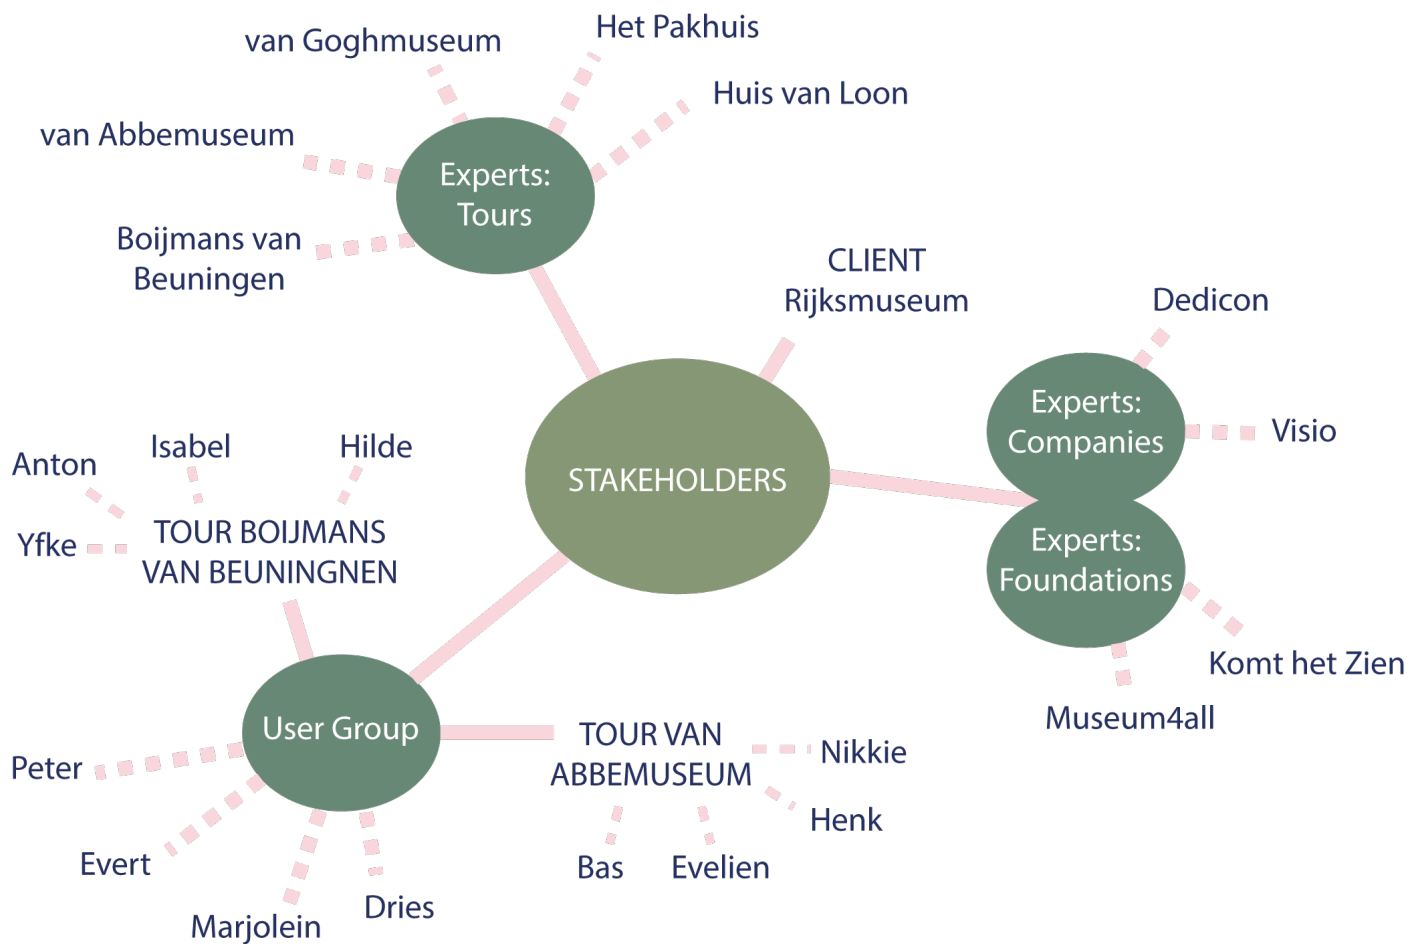 van Goghmuseum
Het Pakhuis
Huis van Loon
van Abbemuseum
Experts:
Tours
Boijmans van
Beuningen
CLIENT
Rijksmuseum
Dedicon
Experts:
Companies
Visio
STAKEHOLDERS
Experts:
Foundations
Komt het Zien
Museum4all
Anton
Isabel
Hilde
Yfke
TOUR BOIJMANS
VAN BEUNINGNEN
User Group
TOUR VAN
ABBEMUSEUM
Nikkie
Henk
Bas
Evelien
Peter
Evert
Marjolein
Dries